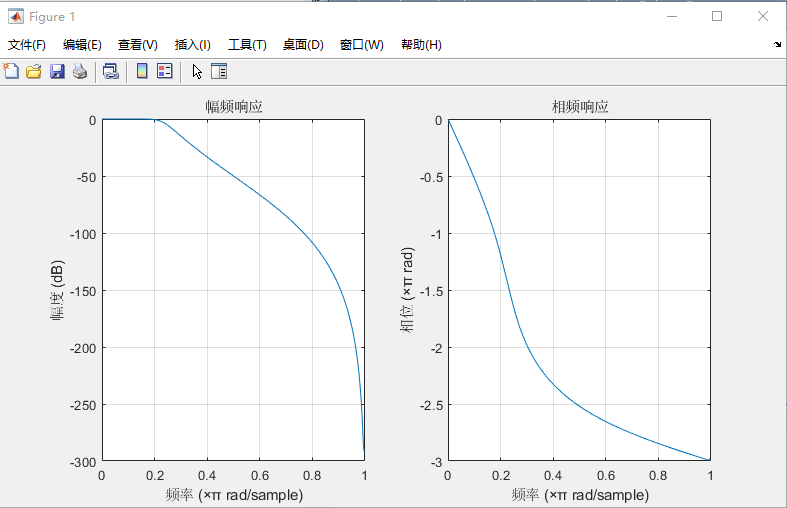 Figure 1
文件(F) 编辑(E) 查看(V) 插入(I) 工具(T) 桌面(D) 窗口(W) 帮助(H)
幅频响应
0
-50
-100
-150
-200
-250
-300
幅度 (dB)
0 0.2 0.4 0.6 0.8 1
频率 (×π rad/sample)
相频响应
0
-0.5
-1
-1.5
-2
-2.5
-3
相位 (×π rad)
0 0.2 0.4 0.6 0.8 1
频率 (×π rad/sample)